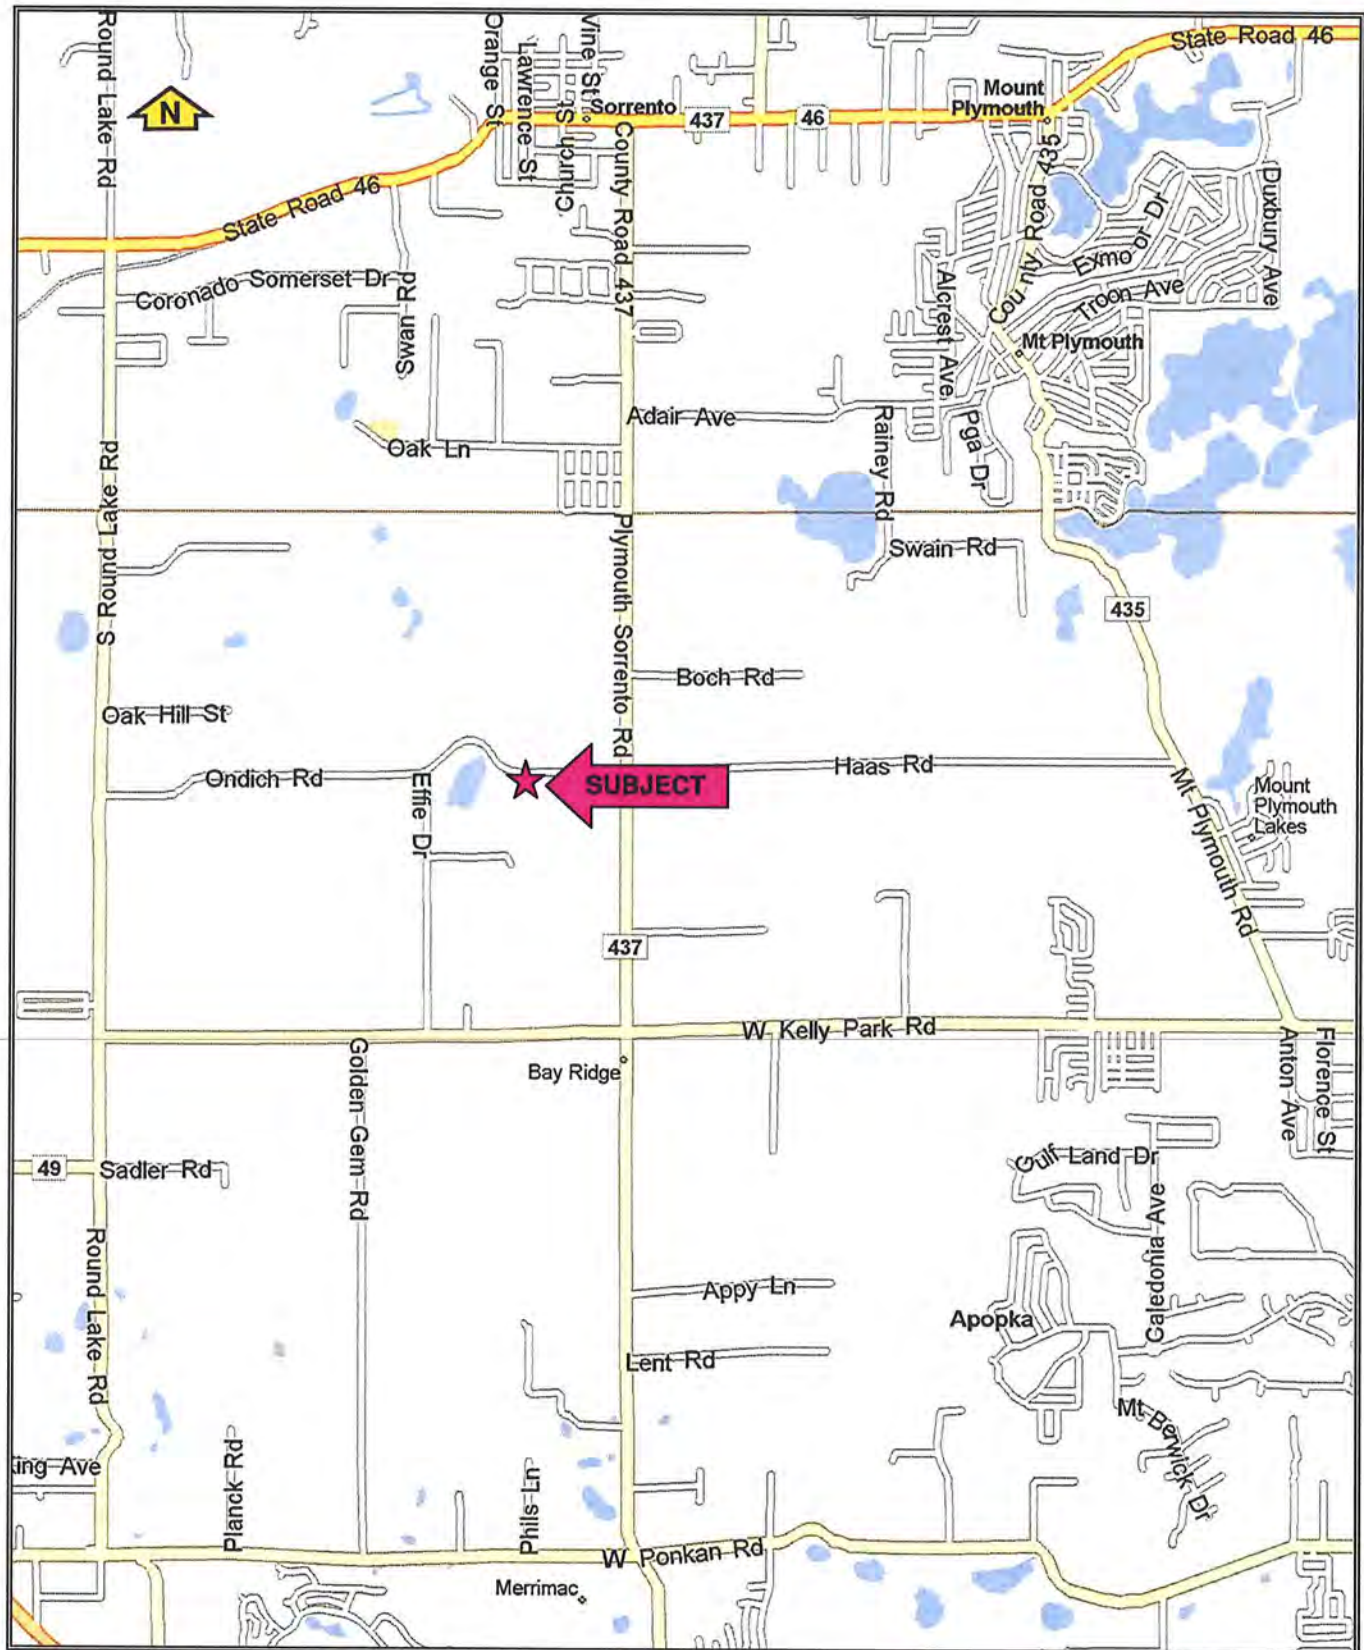 State Road 46
Round Lake Rd
N
Orange St
Lawrence St
Vine St
Church St
Sorrento
437
46
Mount
Plymouth
County Road 437
County Road 435
State Road 46
Duxbury Ave
Exmoor Dr
Troon Ave
Coronado Somerset Dr
Swan Rd
Alcrest Ave
Mt Plymouth
Adair Ave
Rainey Rd
Pga Dr
Oak Ln
S Round Lake Rd
Plymouth Sorrento Rd
Swain Rd
435
Boch Rd
Oak Hill St
Ondich Rd
Effie Dr
SUBJECT
Haas Rd
Mt Plymouth Rd
Mount
Plymouth
Lakes
437
W Kelly Park Rd
Bay Ridge
Golden Gem Rd
Anton Ave
Florence St
49
Sadler Rd
Gulf Land Dr
Caledonia Ave
Round Lake Rd
Appy Ln
Apopka
Lent Rd
Mt Berwick Dr
ing Ave
Planck Rd
Phils Ln
W Ponkan Rd
Merrimac